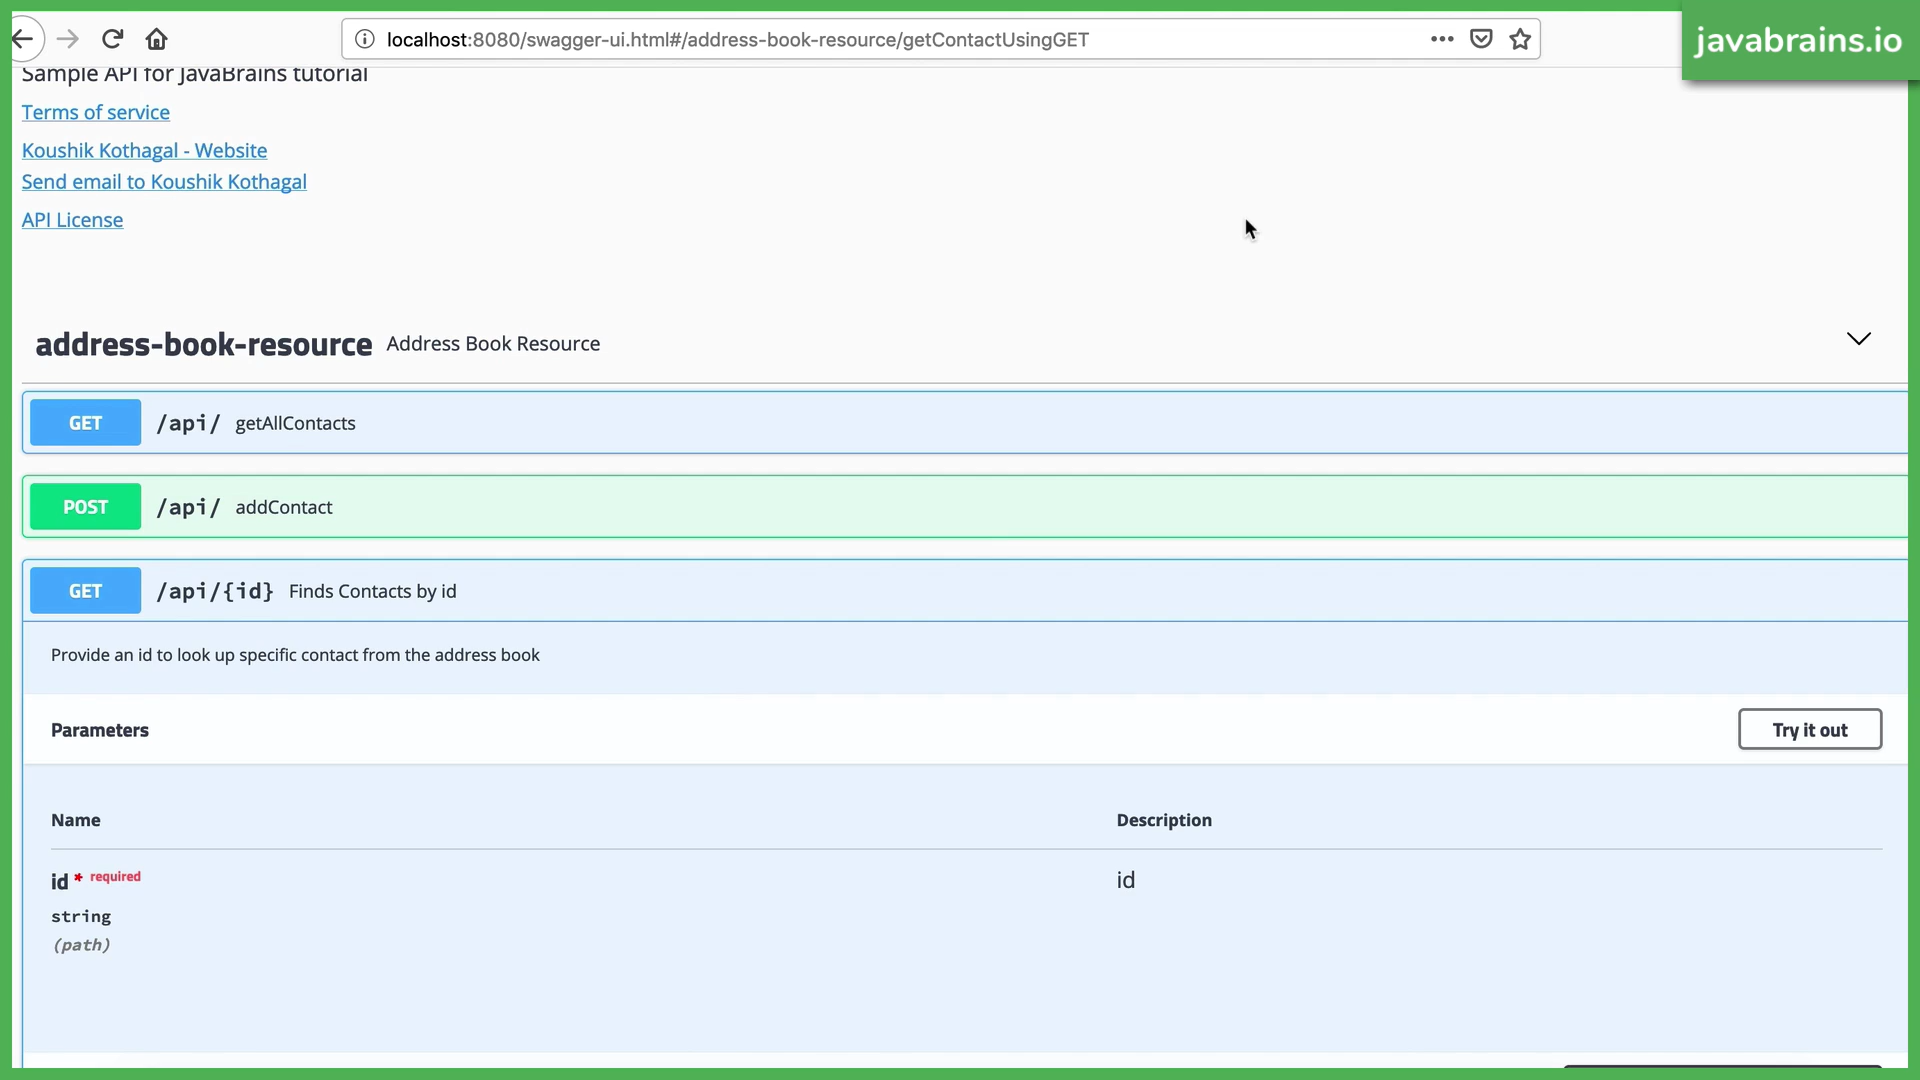 localhost:8080/swagger-ui.html#/address-book-resource/getContactUsingGET
javabrains.io
Sample API for JavaBrains tutorial
Terms of service
Koushik Kothagal - Website
Send email to Koushik Kothagal
API License
address-book-resource Address Book Resource
GET /api/ getAllContacts
POST /api/ addContact
GET /api/{id} Finds Contacts by id
Provide an id to look up specific contact from the address book
Parameters Try it out
Name Description
id * required id
string
(path)